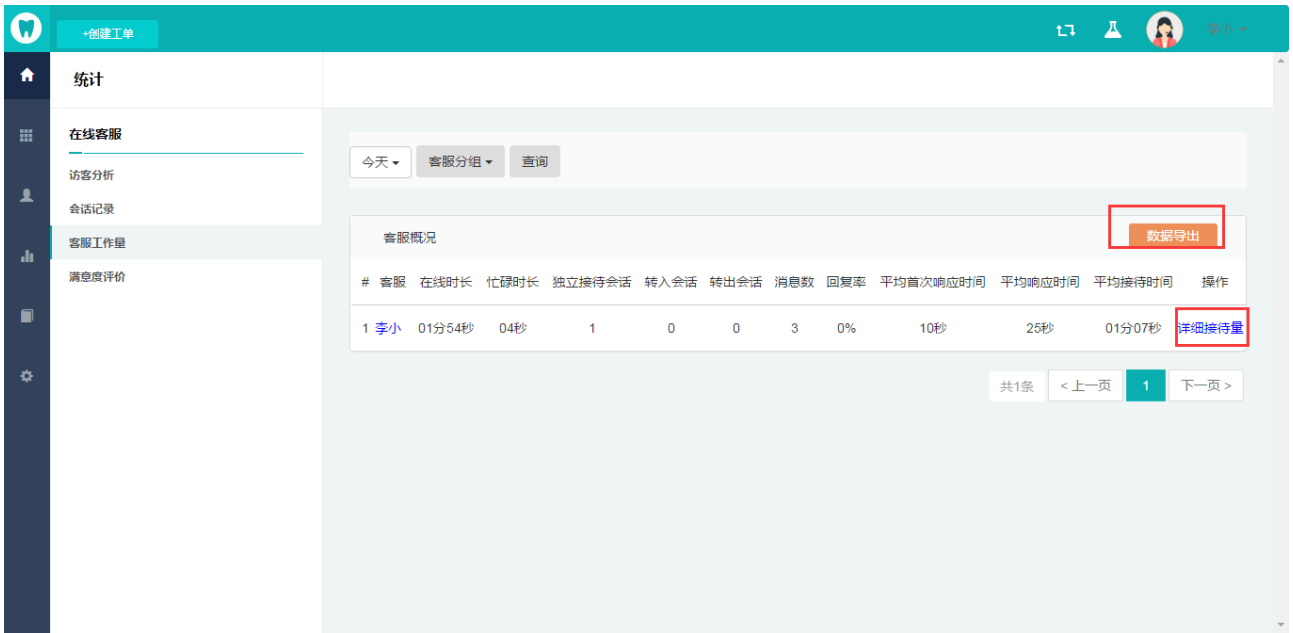 +创建工单
李小
统计
在线客服
访客分析
会话记录
客服工作量
满意度评价
今天 客服分组 查询
客服概况 数据导出
# 客服 在线时长 忙碌时长 独立接待会话 转入会话 转出会话 消息数 回复率 平均首次响应时间 平均响应时间 平均接待时间 操作
1 李小 01分54秒 04秒 1 0 0 3 0% 10秒 25秒 01分07秒 详细接待量
共1条 < 上一页 1 下一页 >